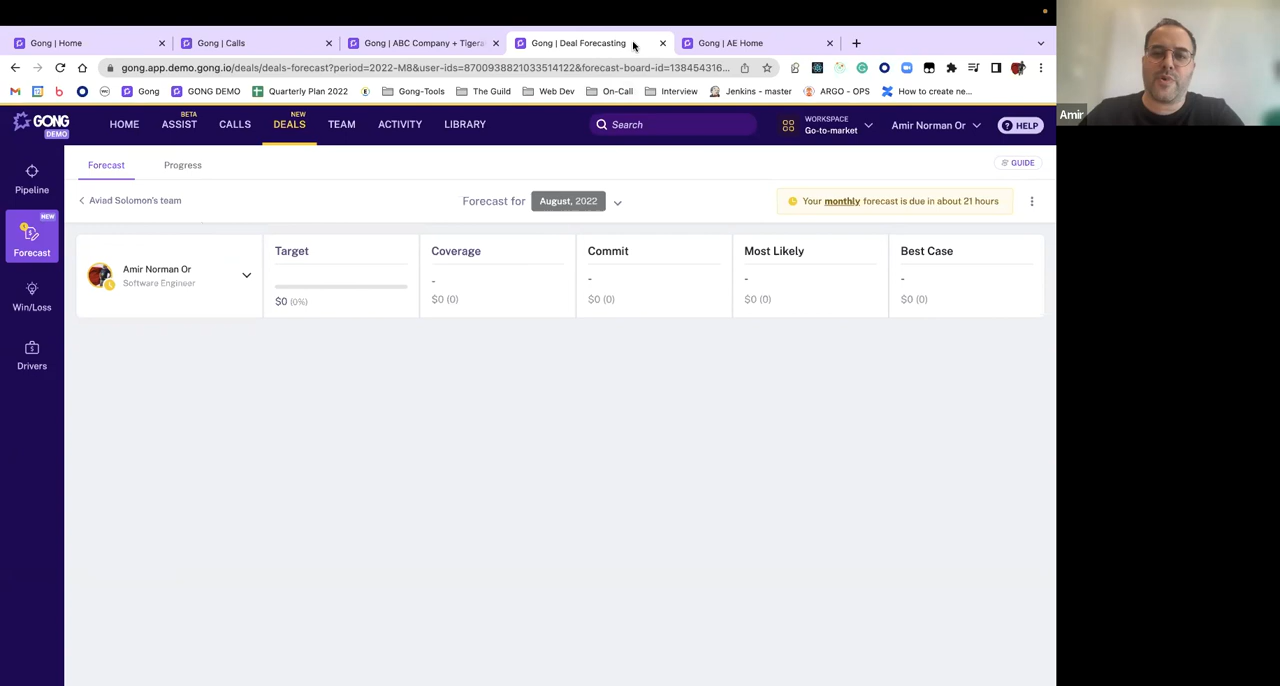 Gong | Home
Gong | Calls
Gong | ABC Company + Tigera
Gong | Deal Forecasting
Gong | AE Home
gong.app.demo.gong.io/deals/deals-forecast?period=2022-M8&user-ids=8700938821033514122&forecast-board-id=138454316...
Gong
GONG DEMO
Quarterly Plan 2022
Gong-Tools
The Guild
Web Dev
On-Call
Interview
Jenkins - master
ARGO - OPS
How to create ne...
GONG
DEMO
HOME
BETA
ASSIST
CALLS
NEW
DEALS
TEAM
ACTIVITY
LIBRARY
Search
WORKSPACE
Go-to-market
Amir Norman Or
? HELP
Amir
Pipeline
NEW
Forecast
Win/Loss
Drivers
Forecast
Progress
GUIDE
Aviad Solomon's team
Forecast for
August, 2022
Your monthly forecast is due in about 21 hours
Amir Norman Or
Software Engineer
Target
$0 (0%)
Coverage
-
$0 (0)
Commit
-
$0 (0)
Most Likely
-
$0 (0)
Best Case
-
$0 (0)